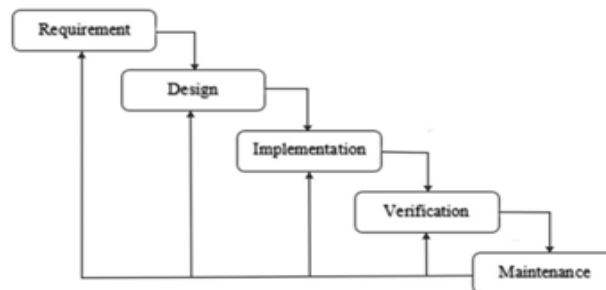 Requirement
Design
Implementation
Verification
Maintenance